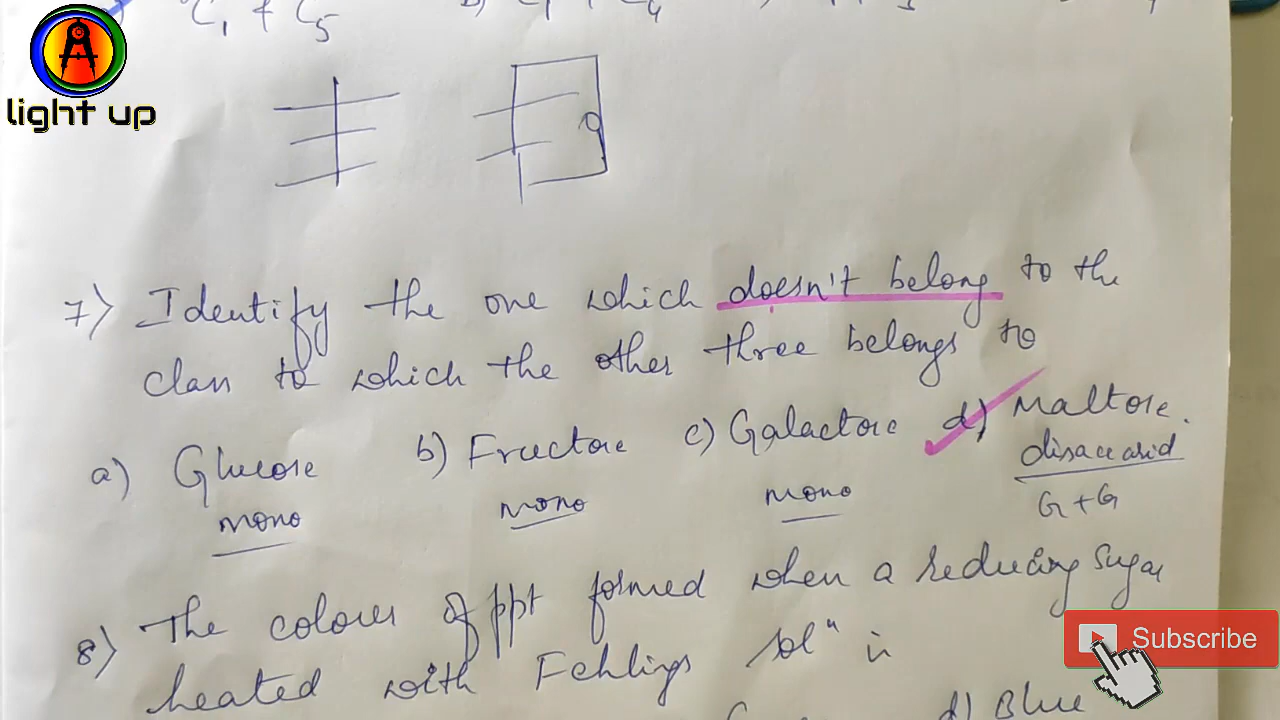 C1 + C5
light up
7) Identify the one which doesn't belong to the
class to which the other three belongs to
a) Glucose b) Fructose c) Galactose d) Maltose.
mono mono mono disaccarid
G+G
8) The colour of ppt formed when a reducing sugar
heated with Fehlings solⁿ is
Subscribe
d) Blue